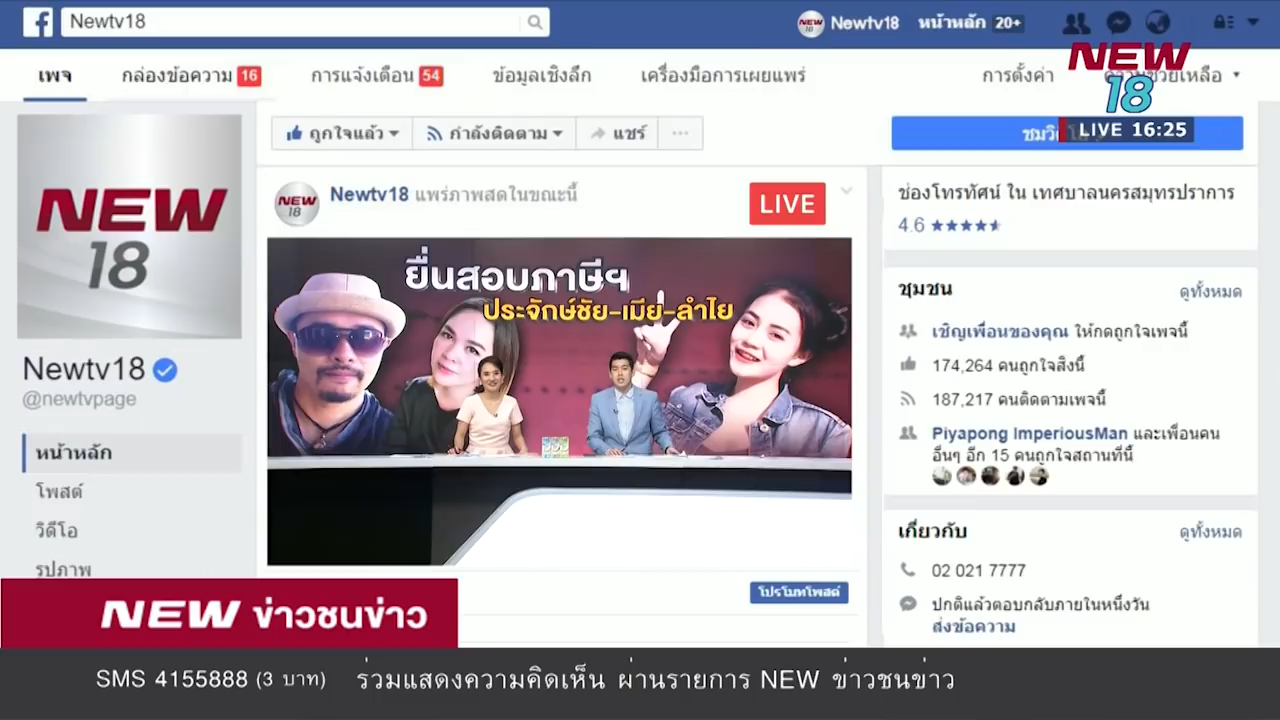 Newtv18
Newtv18 หน้าหลัก 20+
เพจ กล่องข้อความ 16 การแจ้งเตือน 54 ข้อมูลเชิงลึก เครื่องมือการเผยแพร่ การตั้งค่า
NEW
18
LIVE 16:25
ถูกใจแล้ว กำลังติดตาม แชร์
NEW
18
NEW
18
Newtv18 แพร่ภาพสดในขณะนี้
LIVE
ยื่นสอบภาษีฯ
ประจักษ์ชัย-เมีย-ลำไย
Newtv18
@newtvpage
หน้าหลัก
โพสต์
วิดีโอ
รูปภาพ
โปรโมทโพสต์
ช่องโทรทัศน์ ใน เทศบาลนครสมุทรปราการ
4.6
ชุมชน ดูทั้งหมด
เชิญเพื่อนของคุณ ให้กดถูกใจเพจนี้
174,264 คนถูกใจสิ่งนี้
187,217 คนติดตามเพจนี้
Piyapong ImperiousMan และเพื่อนคน
อื่นๆ อีก 15 คนถูกใจสถานที่นี้
เกี่ยวกับ ดูทั้งหมด
02 021 7777
ปกติแล้วตอบกลับภายในหนึ่งวัน
ส่งข้อความ
NEW ข่าวชนข่าว
SMS 4155888 (3 บาท) ร่วมแสดงความคิดเห็น ผ่านรายการ NEW ข่าวชนข่าว